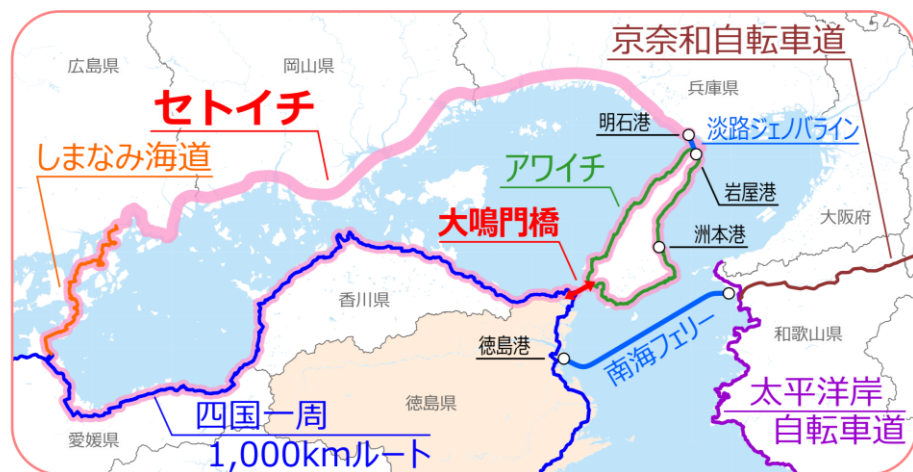 京奈和自転車道
広島県
岡山県
兵庫県
セトイチ
明石港
淡路ジェノバライン
しまなみ海道
アワイチ
岩屋港
大鳴門橋
洲本港
大阪府
香川県
和歌山県
徳島港
南海フェリー
四国一周
1,000kmルート
徳島県
太平洋岸
自転車道
愛媛県